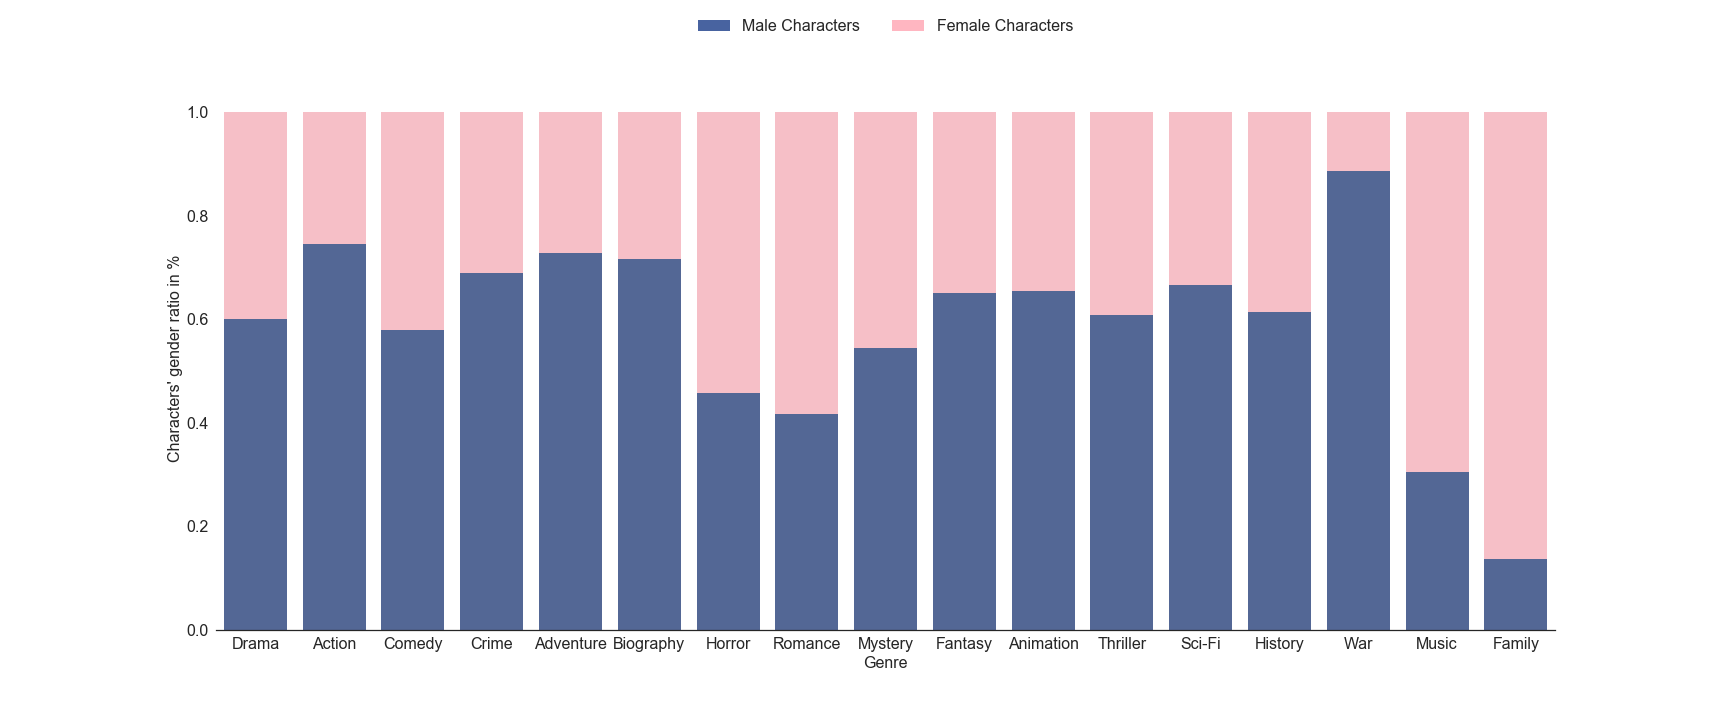 Male Characters Female Characters
1.0
0.8
0.6
0.4
0.2
0.0
Characters' gender ratio in %
Drama Action Comedy Crime Adventure Biography Horror Romance Mystery Fantasy Animation Thriller Sci-Fi History War Music Family
Genre